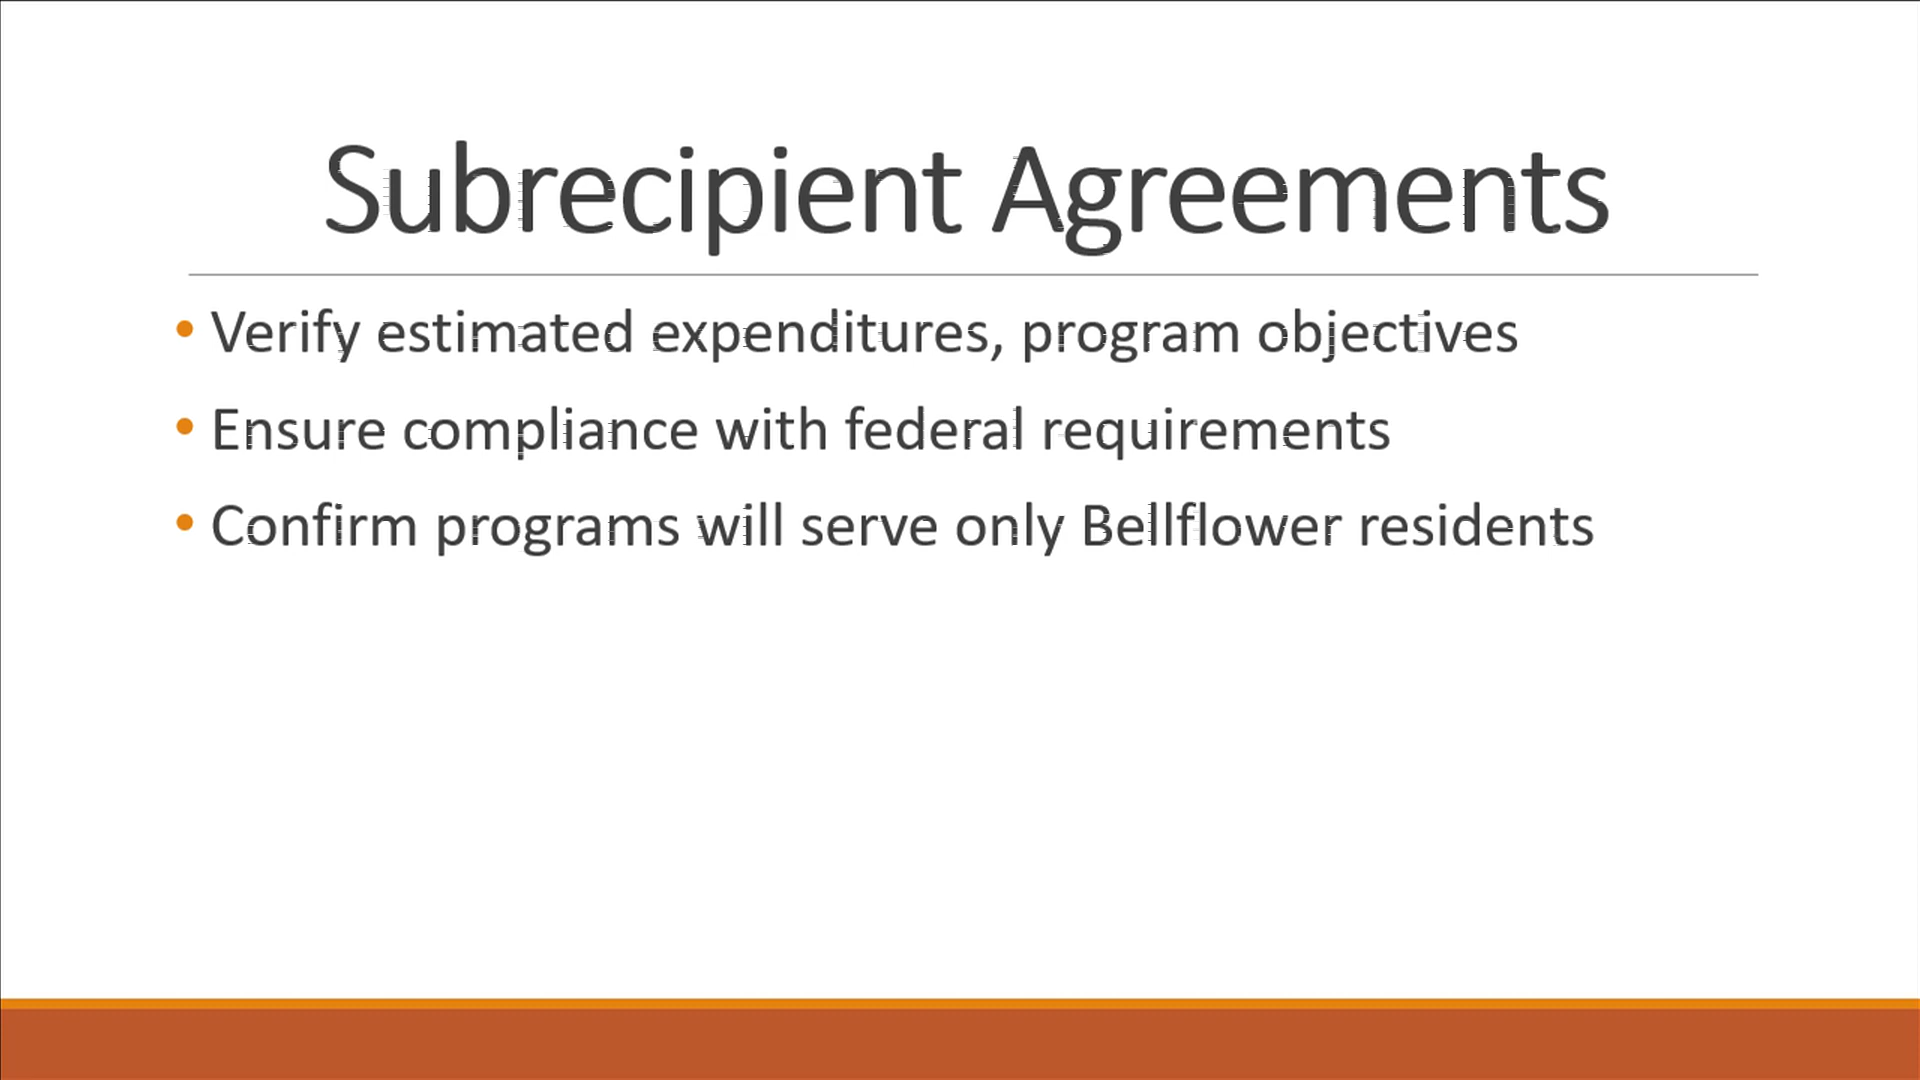 Subrecipient Agreements
• Verify estimated expenditures, program objectives
• Ensure compliance with federal requirements
• Confirm programs will serve only Bellflower residents